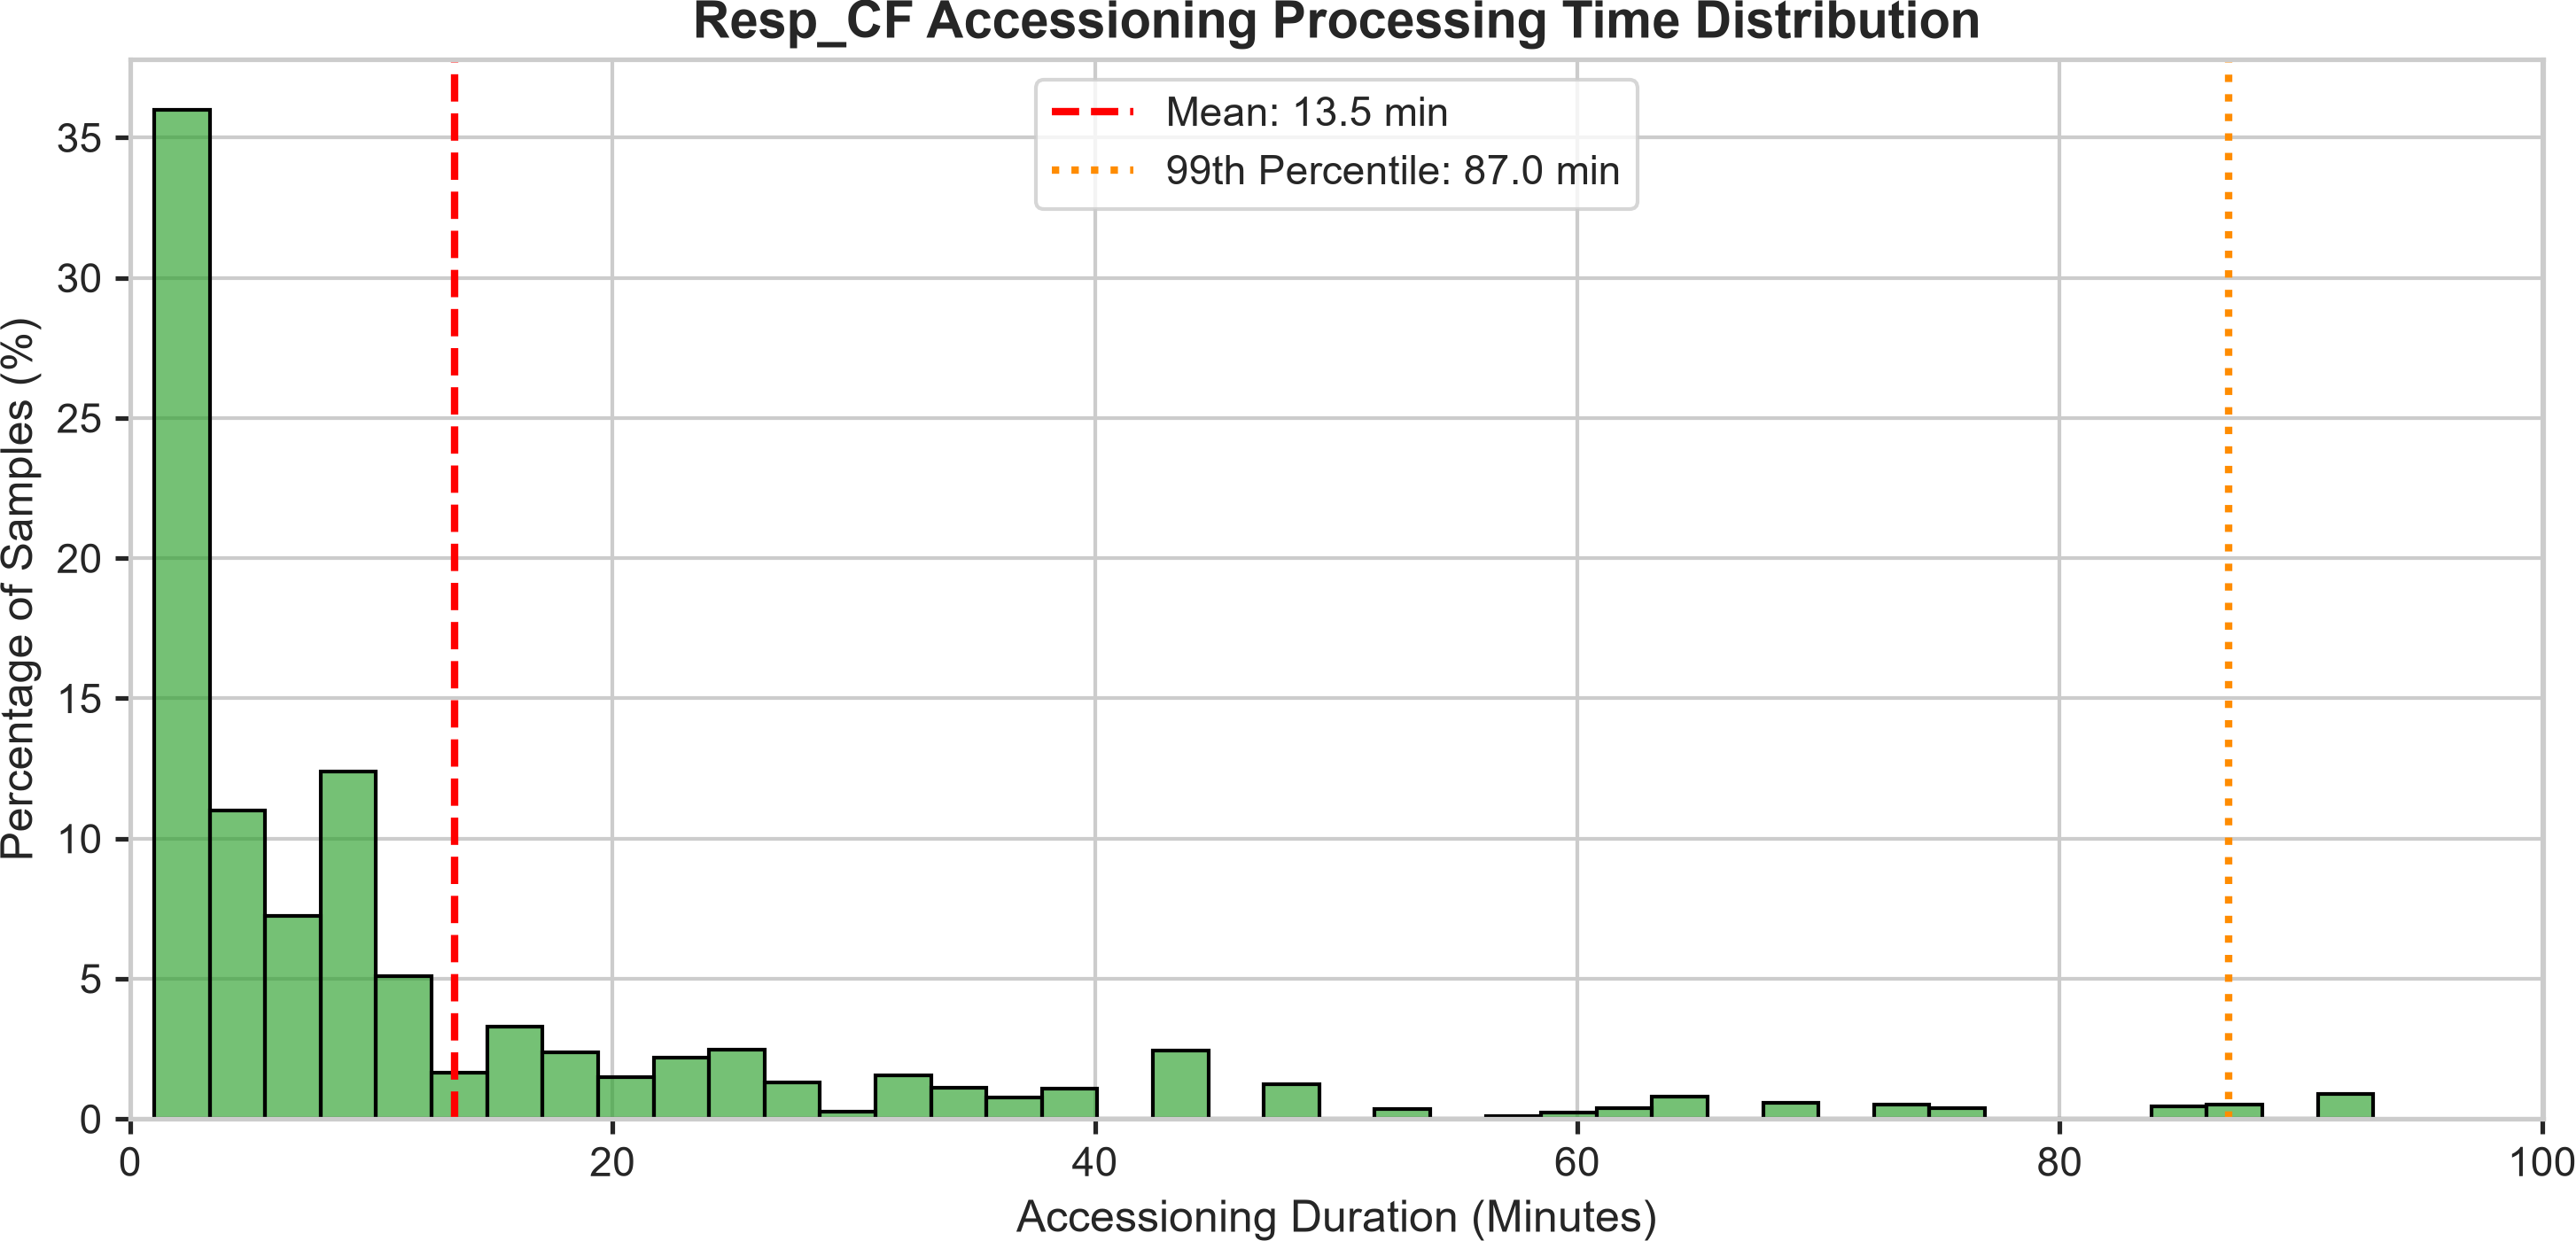 Resp_CF Accessioning Processing Time Distribution
Mean: 13.5 min
99th Percentile: 87.0 min
Percentage of Samples (%)
35
30
25
20
15
10
5
0
0 20 40 60 80 100
Accessioning Duration (Minutes)